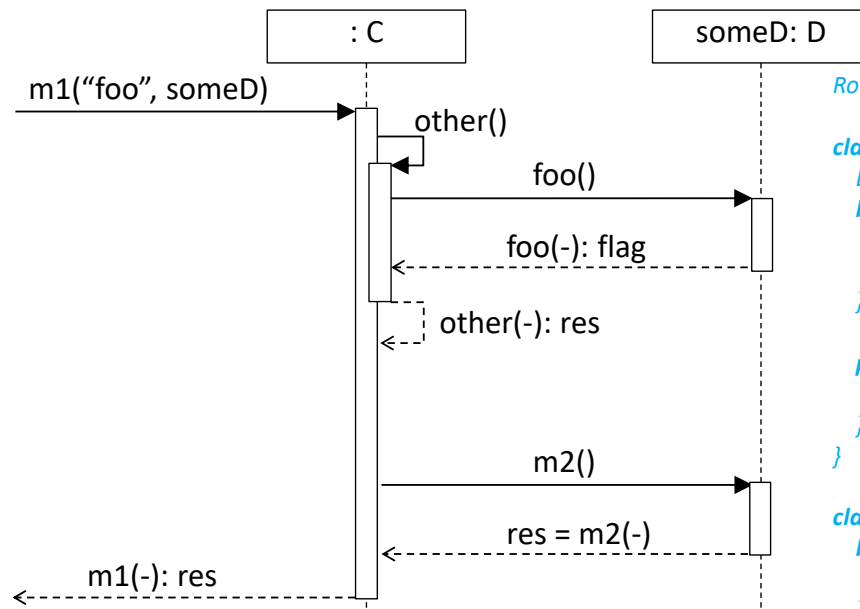 : C
someD: D
m1(“foo”, someD)
other()
foo()
foo(-): flag
}
other(-): res
}
m2()
}
res = m2(-)
m1(-): res